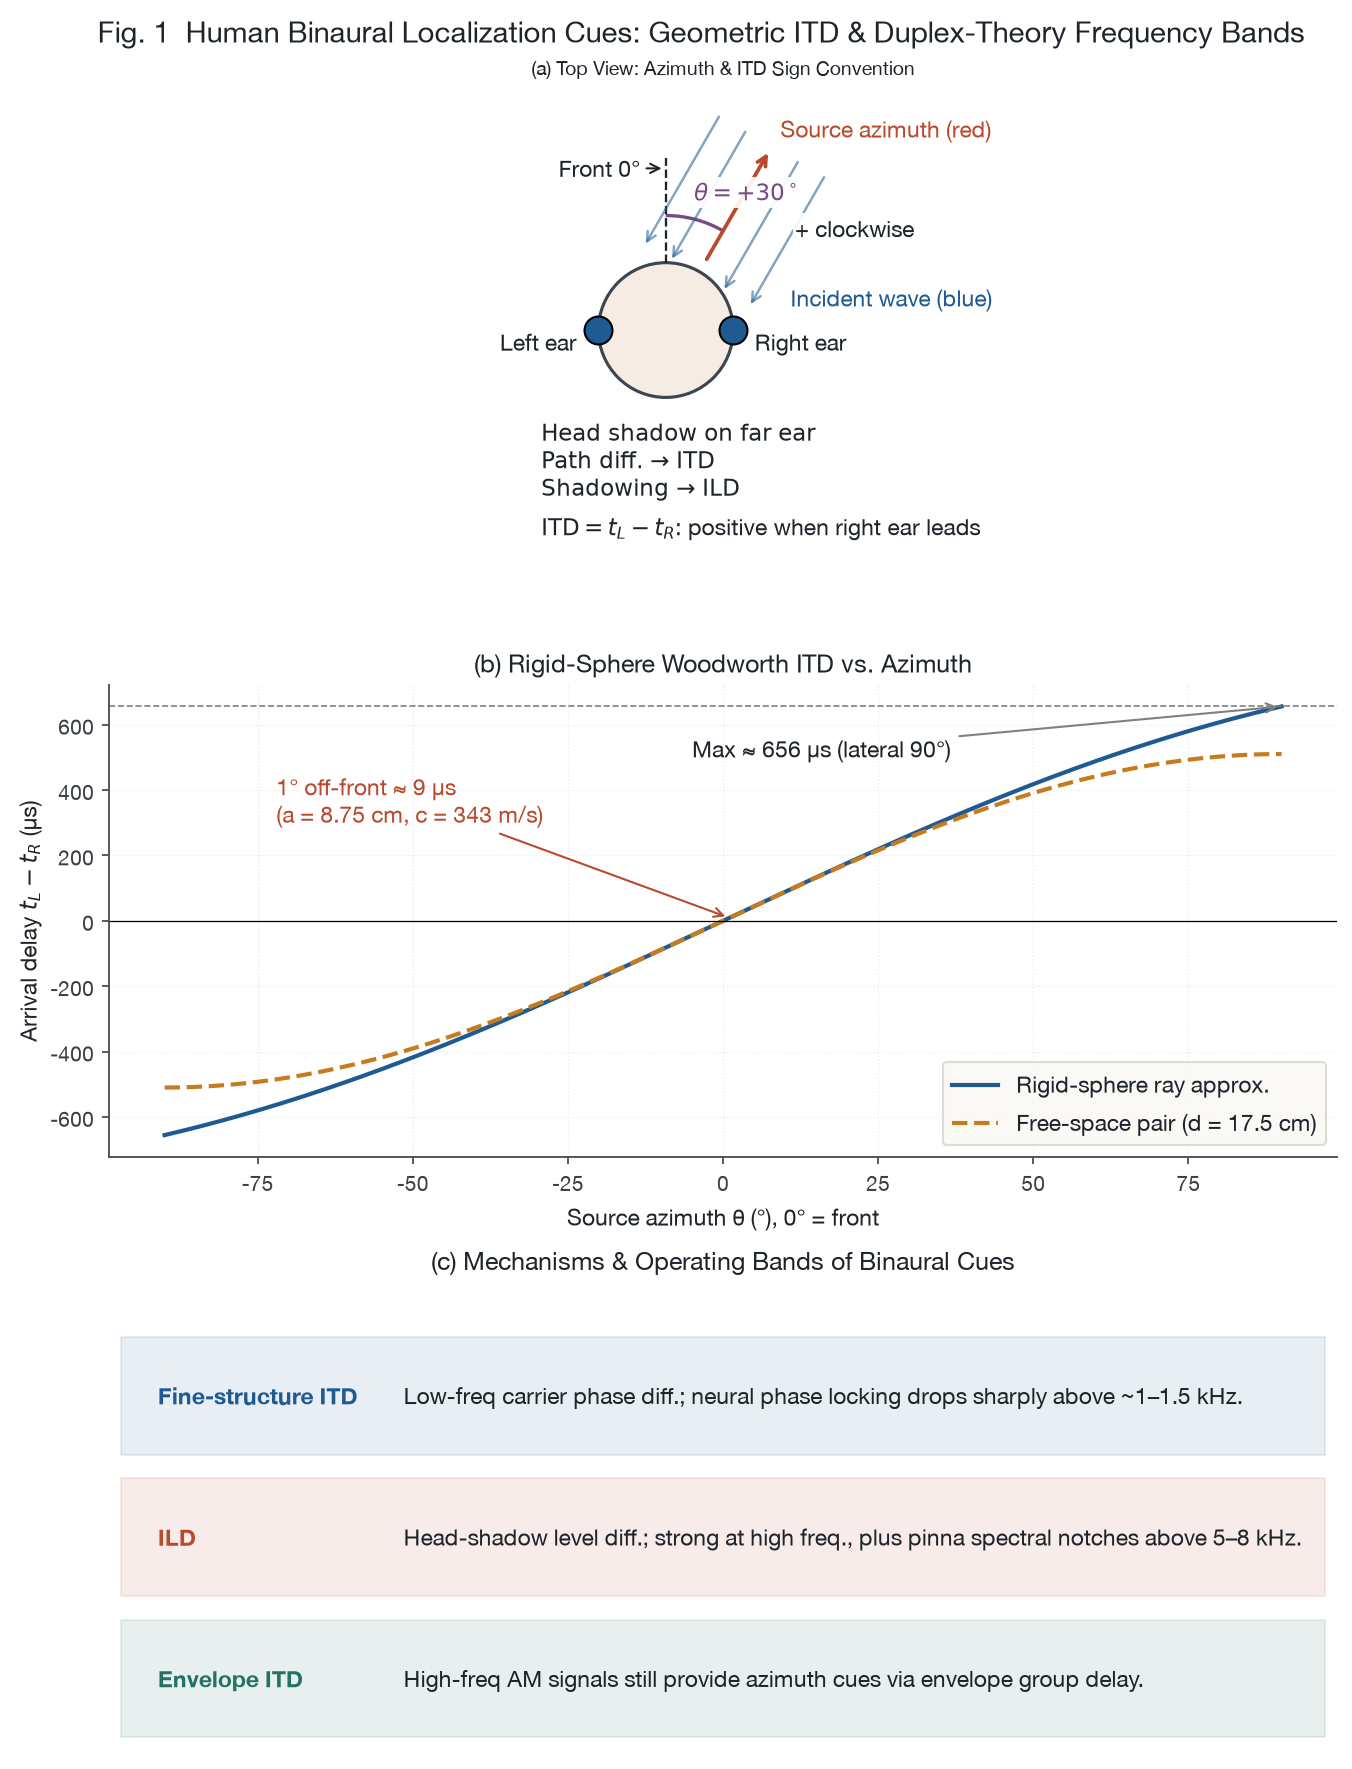 Fig. 1  Human Binaural Localization Cues: Geometric ITD & Duplex-Theory Frequency Bands
(a) Top View: Azimuth & ITD Sign Convention
Source azimuth (red)
Front 0°
θ = +30°
+ clockwise
Incident wave (blue)
Left ear
Right ear
Head shadow on far ear
Path diff. → ITD
Shadowing → ILD
ITD = t_L − t_R: positive when right ear leads
(b) Rigid-Sphere Woodworth ITD vs. Azimuth
Arrival delay t_L − t_R (µs)
600
400
200
0
-200
-400
-600
Max ≈ 656 µs (lateral 90°)
1° off-front ≈ 9 µs
(a = 8.75 cm, c = 343 m/s)
Rigid-sphere ray approx.
Free-space pair (d = 17.5 cm)
-75
-50
-25
0
25
50
75
Source azimuth θ (°), 0° = front
(c) Mechanisms & Operating Bands of Binaural Cues
Fine-structure ITD
Low-freq carrier phase diff.; neural phase locking drops sharply above ~1–1.5 kHz.
ILD
Head-shadow level diff.; strong at high freq., plus pinna spectral notches above 5–8 kHz.
Envelope ITD
High-freq AM signals still provide azimuth cues via envelope group delay.